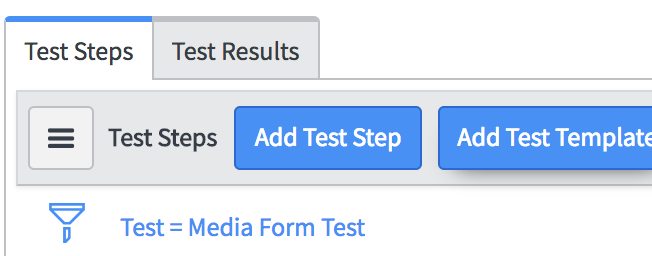 Test Steps Test Results
Test Steps Add Test Step Add Test Template
Test = Media Form Test